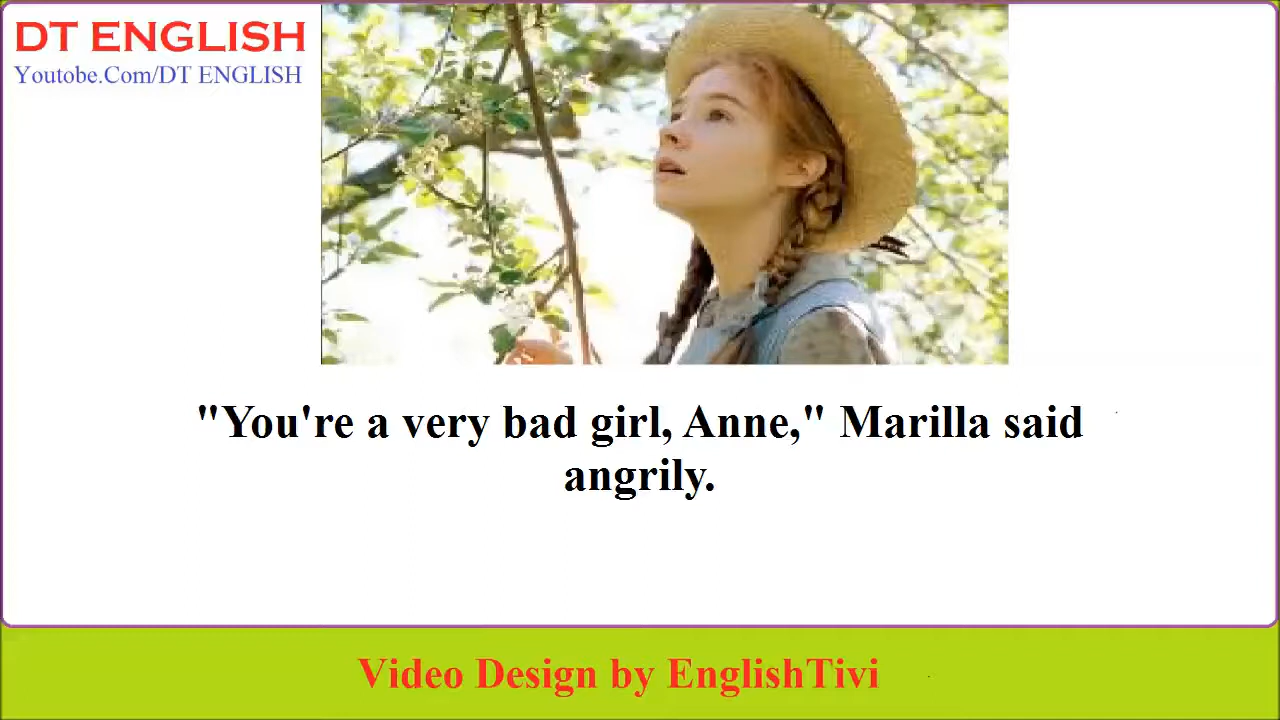 DT ENGLISH
Youtobe.Com/DT ENGLISH
"You're a very bad girl, Anne," Marilla said
angrily.
Video Design by EnglishTivi